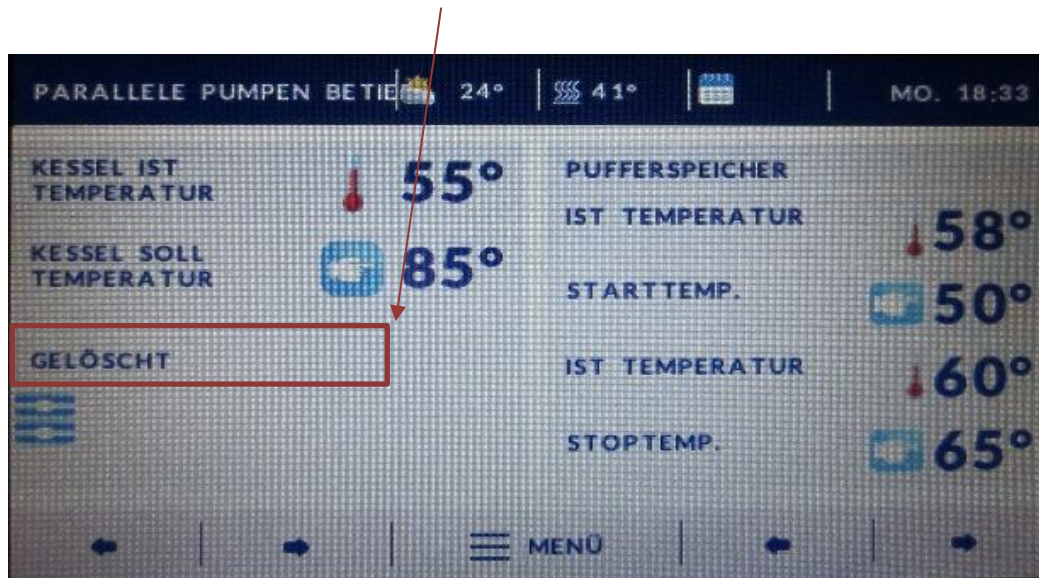 PARALLELE PUMPEN BETIE 24° 41° MO. 18:33
KESSEL IST
TEMPERATUR
55°
KESSEL SOLL
TEMPERATUR
85°
GELÖSCHT
PUFFERSPEICHER
IST TEMPERATUR
58°
STARTTEMP.
50°
IST TEMPERATUR
60°
STOPTEMP.
65°
MENÜ